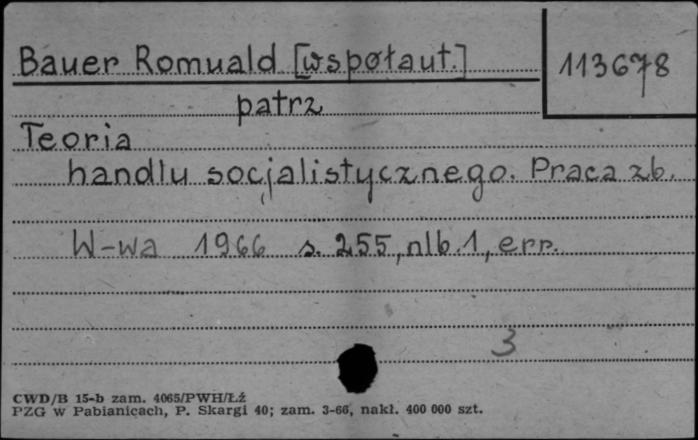 Bauer Romuald [współaut.]
113678
patrz
Teoria
handlu socjalistycznego. Praca zb.
W-wa 1966 s. 255, nlb. 1, err.
3
CWD/B 15-b zam. 4065/PWH/Łź
PZG w Pabianicach, P. Skargi 40; zam. 3-66, nakł. 400 000 szt.